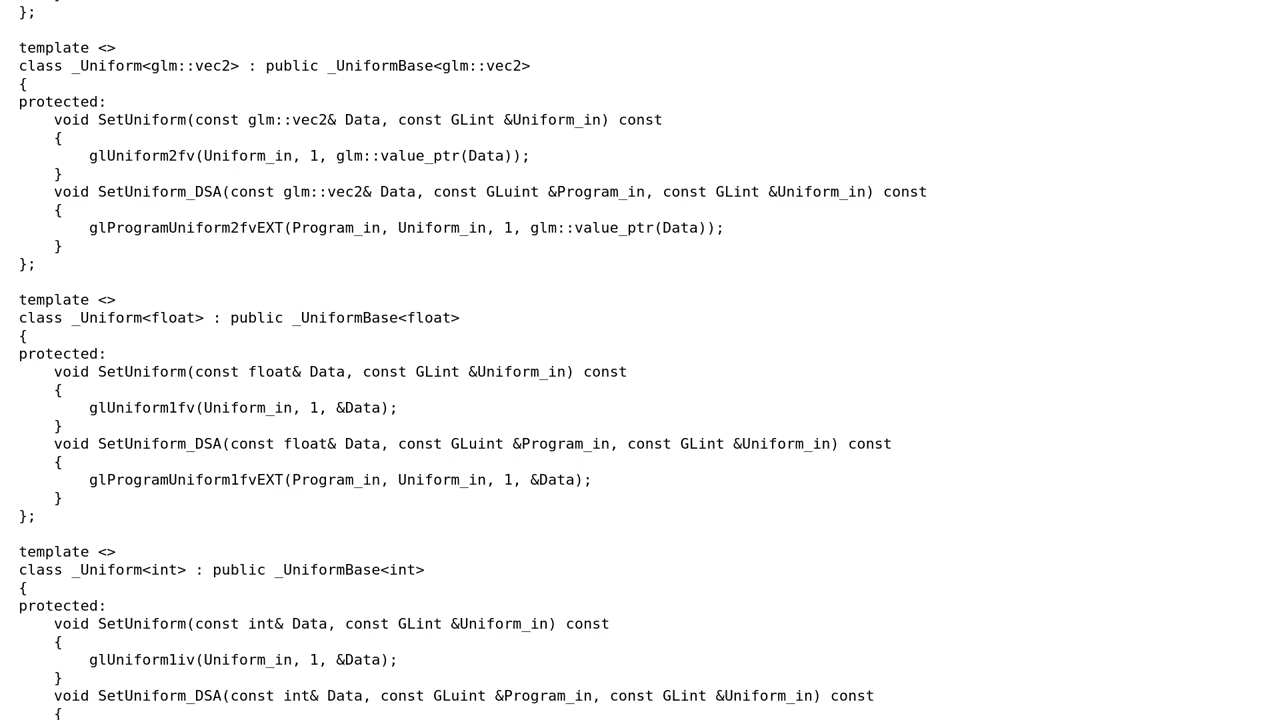 };

template <>
class _Uniform<glm::vec2> : public _UniformBase<glm::vec2>
{
protected:
    void SetUniform(const glm::vec2& Data, const GLint &Uniform_in) const
    {
        glUniform2fv(Uniform_in, 1, glm::value_ptr(Data));
    }
    void SetUniform_DSA(const glm::vec2& Data, const GLuint &Program_in, const GLint &Uniform_in) const
    {
        glProgramUniform2fvEXT(Program_in, Uniform_in, 1, glm::value_ptr(Data));
    }
};

template <>
class _Uniform<float> : public _UniformBase<float>
{
protected:
    void SetUniform(const float& Data, const GLint &Uniform_in) const
    {
        glUniform1fv(Uniform_in, 1, &Data);
    }
    void SetUniform_DSA(const float& Data, const GLuint &Program_in, const GLint &Uniform_in) const
    {
        glProgramUniform1fvEXT(Program_in, Uniform_in, 1, &Data);
    }
};

template <>
class _Uniform<int> : public _UniformBase<int>
{
protected:
    void SetUniform(const int& Data, const GLint &Uniform_in) const
    {
        glUniform1iv(Uniform_in, 1, &Data);
    }
    void SetUniform_DSA(const int& Data, const GLuint &Program_in, const GLint &Uniform_in) const
    {